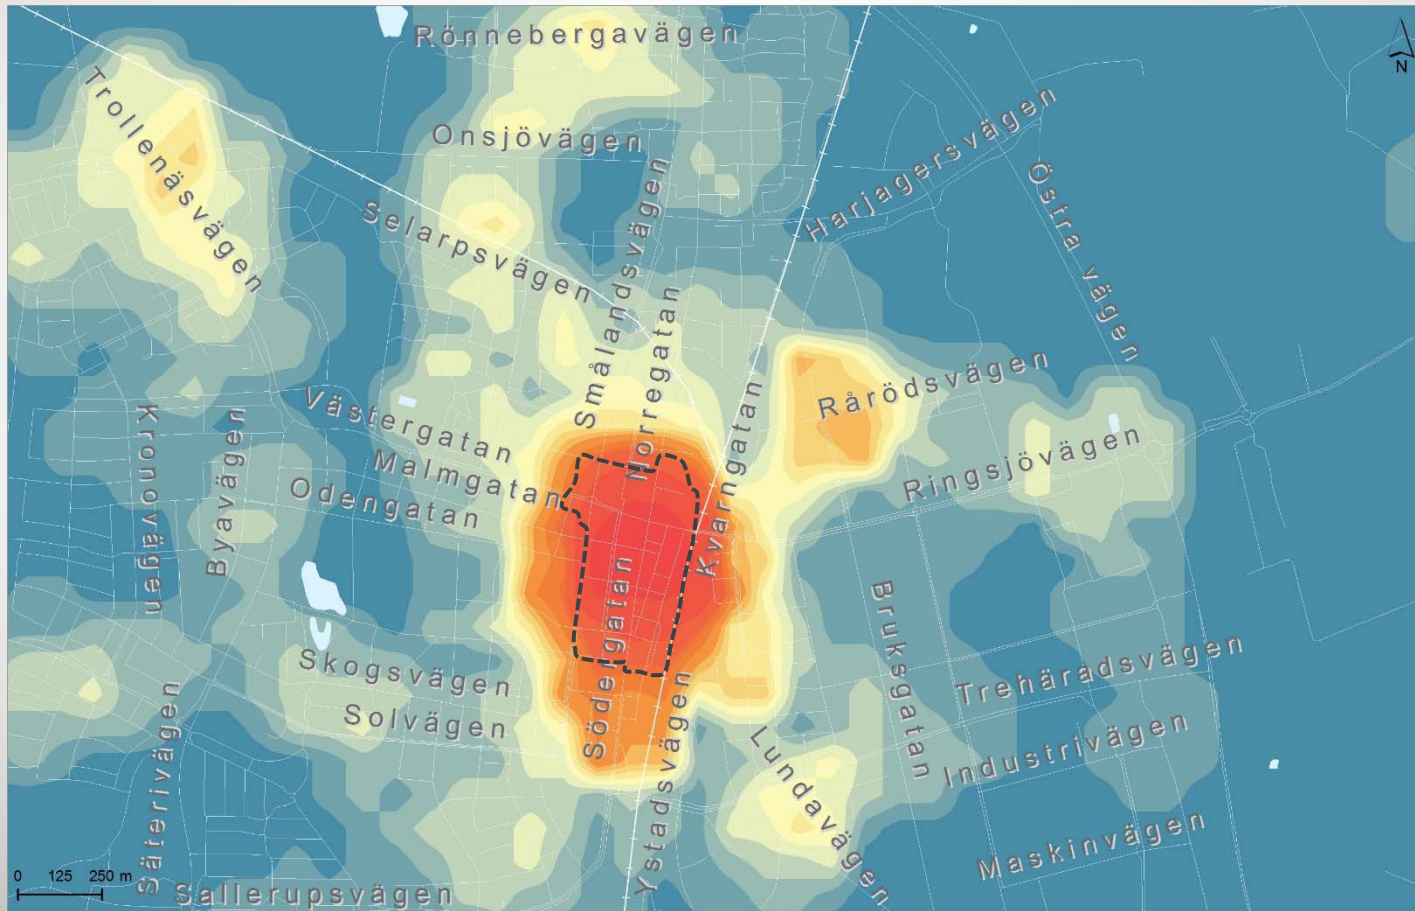 Rönnebergavägen
N
Trollenäsvägen
Onsjövägen
Harjagersvägen
Östra vägen
Selarpsvägen
Smålandsvägen
Norregatan
Rårödsvägen
Kvarngatan
Västergatan
Malmgatan
Odengatan
Kronovägen
Byavägen
Ringsjövägen
Södergatan
Bruksgatan
Skogsvägen
Solvägen
Trehäradsvägen
Industrivägen
Lundavägen
Ystadsvägen
Säterivägen
Maskinvägen
Sallerupsvägen
0 125 250 m